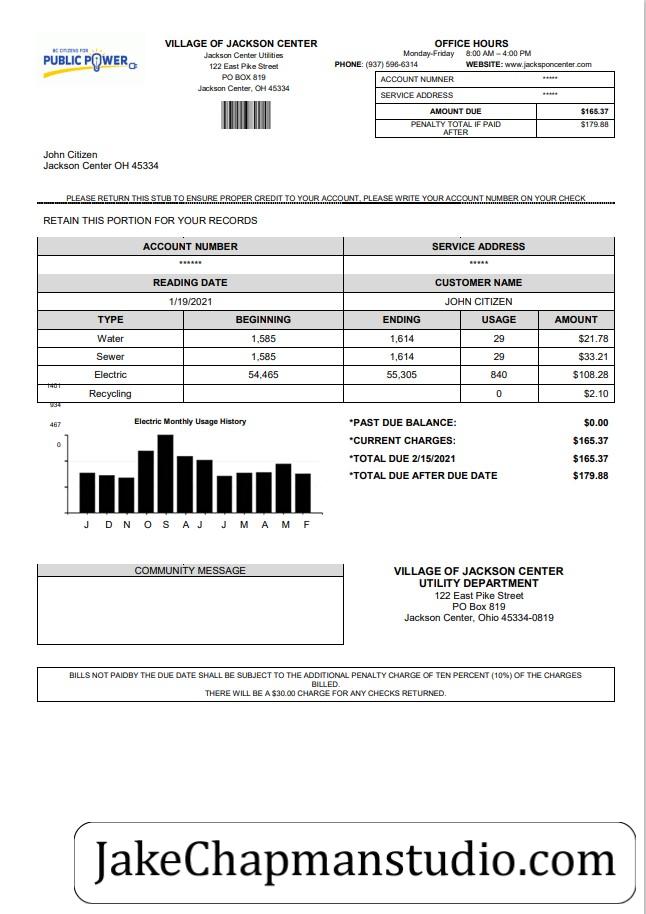 BC CITIZENS FOR
PUBLIC POWER
VILLAGE OF JACKSON CENTER
Jackson Center Utilities
122 East Pike Street
PO BOX 819
Jackson Center, OH 45334
OFFICE HOURS
Monday-Friday 8:00 AM – 4:00 PM
PHONE: (937) 596-6314 WEBSITE: www.jacksponcenter.com
ACCOUNT NUMNER *****
SERVICE ADDRESS *****
AMOUNT DUE $165.37
PENALTY TOTAL IF PAID AFTER $179.88
John Citizen
Jackson Center OH 45334
PLEASE RETURN THIS STUB TO ENSURE PROPER CREDIT TO YOUR ACCOUNT, PLEASE WRITE YOUR ACCOUNT NUMBER ON YOUR CHECK
RETAIN THIS PORTION FOR YOUR RECORDS
ACCOUNT NUMBER SERVICE ADDRESS
****** *****
READING DATE CUSTOMER NAME
1/19/2021 JOHN CITIZEN
TYPE BEGINNING ENDING USAGE AMOUNT
Water 1,585 1,614 29 $21.78
Sewer 1,585 1,614 29 $33.21
Electric 54,465 55,305 840 $108.28
Recycling 0 $2.10
1401
934
467
0
Electric Monthly Usage History
J D N O S A J J M A M F
*PAST DUE BALANCE: $0.00
*CURRENT CHARGES: $165.37
*TOTAL DUE 2/15/2021 $165.37
*TOTAL DUE AFTER DUE DATE $179.88
COMMUNITY MESSAGE
VILLAGE OF JACKSON CENTER
UTILITY DEPARTMENT
122 East Pike Street
PO Box 819
Jackson Center, Ohio 45334-0819
BILLS NOT PAIDBY THE DUE DATE SHALL BE SUBJECT TO THE ADDITIONAL PENALTY CHARGE OF TEN PERCENT (10%) OF THE CHARGES
BILLED.
THERE WILL BE A $30.00 CHARGE FOR ANY CHECKS RETURNED.
JakeChapmanstudio.com